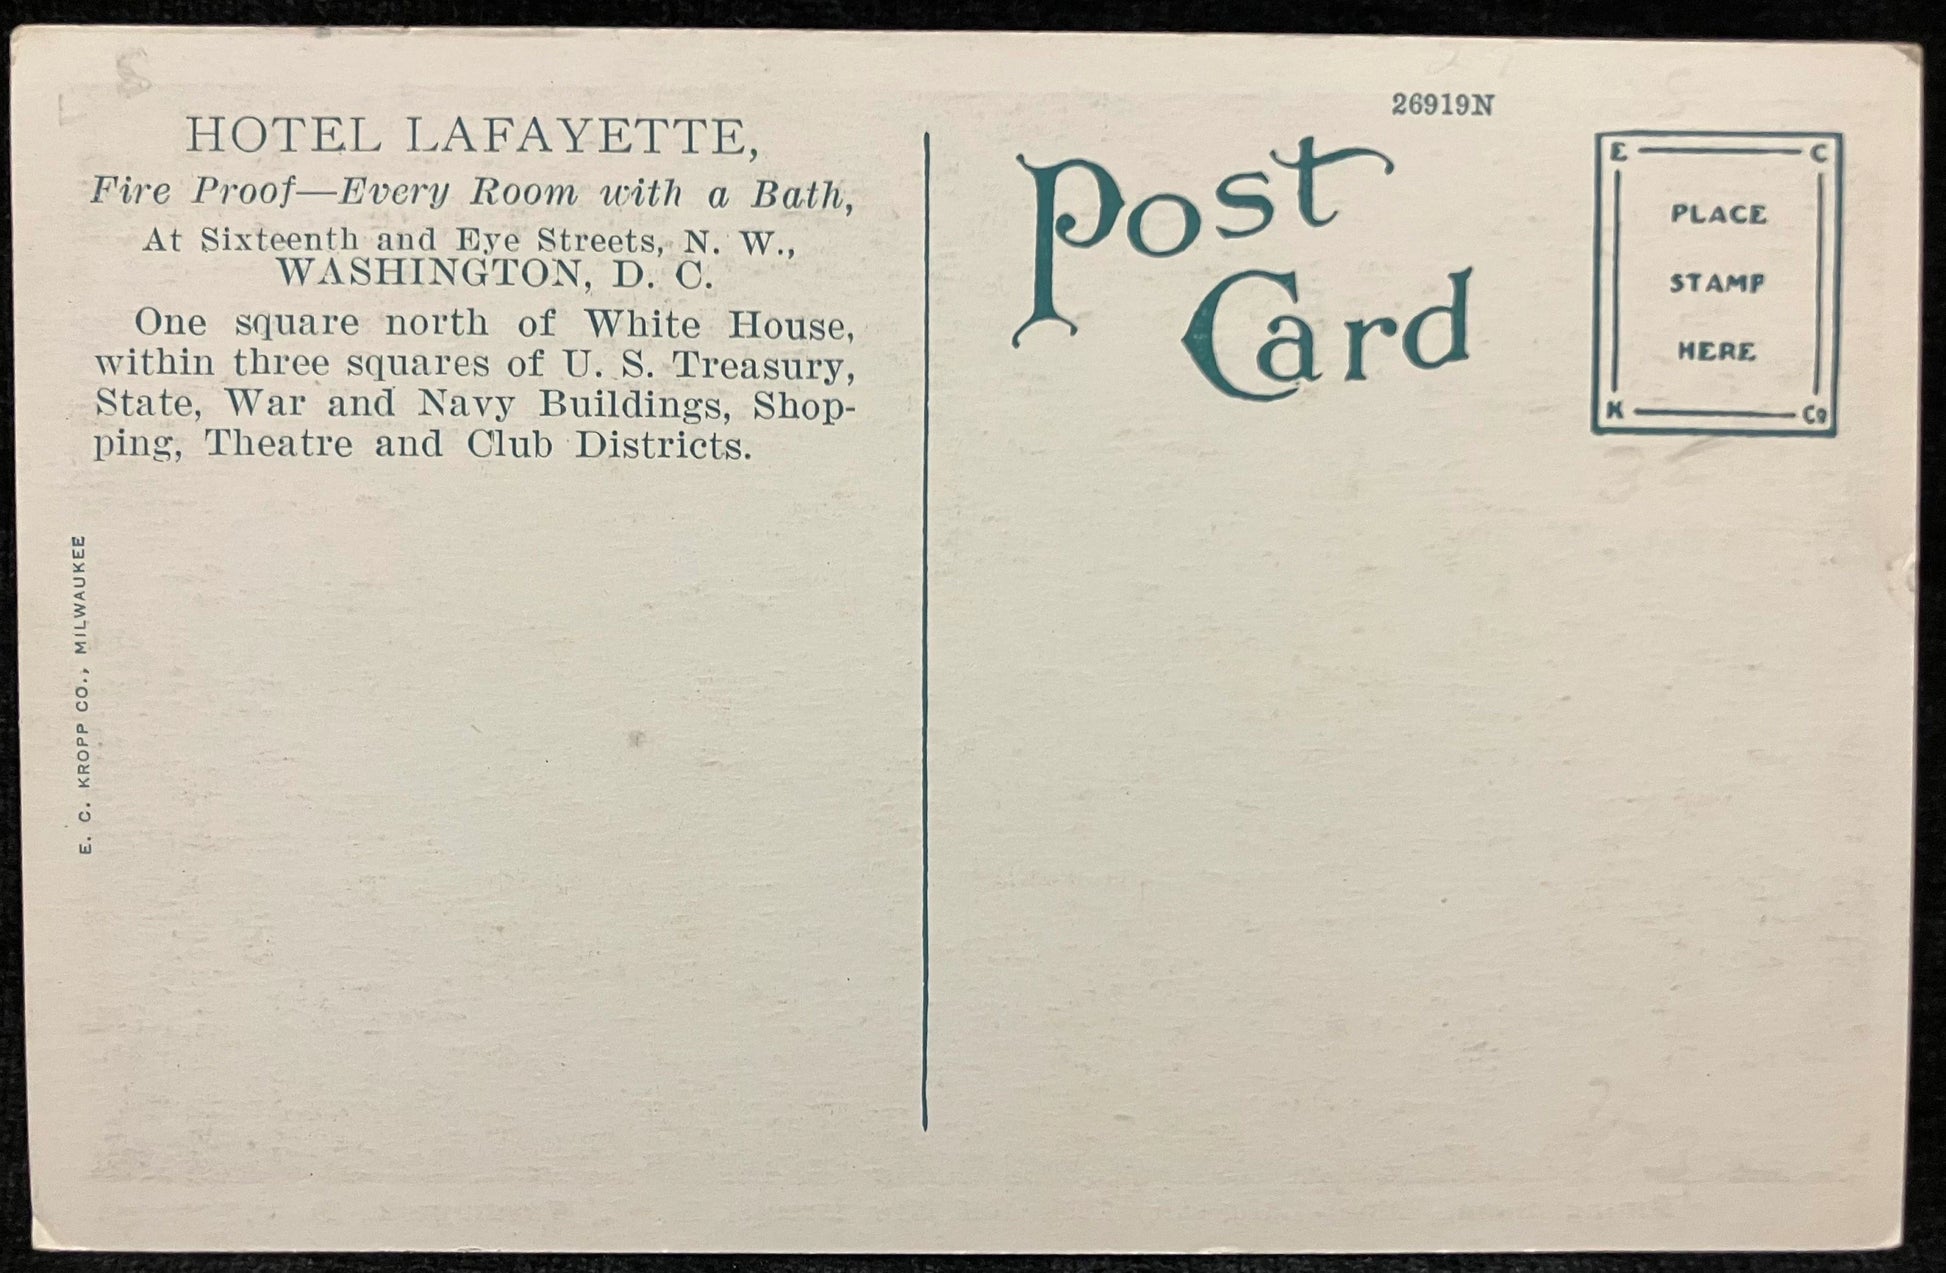 HOTEL LAFAYETTE,
Fire Proof—Every Room with a Bath,
At Sixteenth and Eye Streets, N. W.,
WASHINGTON, D. C.
One square north of White House,
within three squares of U. S. Treasury,
State, War and Navy Buildings, Shop-
ping, Theatre and Club Districts.
E. C. KROPP CO., MILWAUKEE
26919N
Post
Card
E C
PLACE
STAMP
HERE
K Co